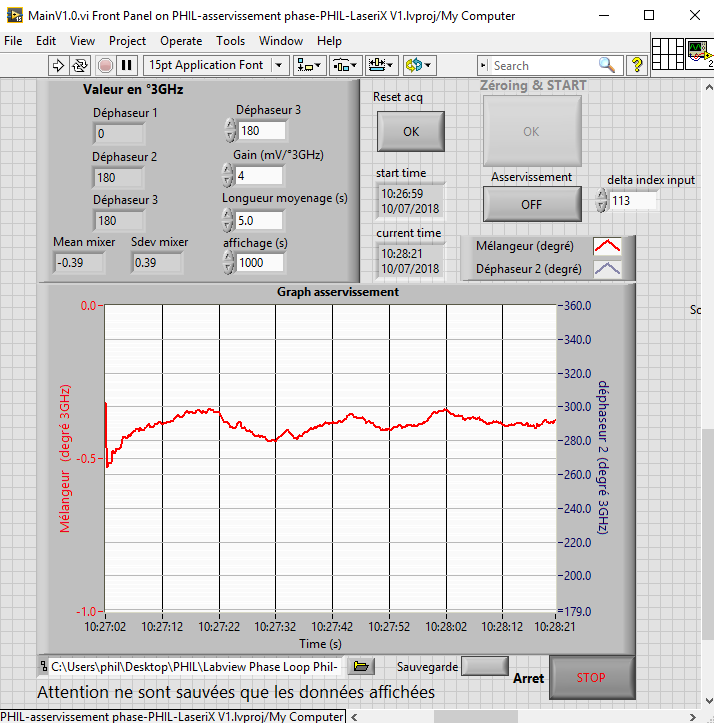 MainV1.0.vi Front Panel on PHIL-asservissement phase-PHIL-LaseriX V1.lvproj/My Computer
File Edit View Project Operate Tools Window Help
15pt Application Font
Search
?
2
Valeur en °3GHz
Déphaseur 1
0
Déphaseur 2
180
Déphaseur 3
180
Mean mixer
-0.39
Sdev mixer
0.39
Déphaseur 3
180
Gain (mV/°3GHz)
4
Longueur moyenage (s)
5.0
affichage (s)
1000
Reset acq
OK
start time
10:26:59
10/07/2018
current time
10:28:21
10/07/2018
Zéroing & START
OK
Asservissement
OFF
delta index input
113
Mélangeur (degré)
Déphaseur 2 (degré)
Sc
Graph asservissement
Mélangeur (degré 3GHz)
0.0
-0.5
-1.0
360.0
340.0
320.0
300.0
280.0
260.0
240.0
220.0
200.0
179.0
déphaseur 2 (degré 3GHz)
10:27:02 10:27:12 10:27:22 10:27:32 10:27:42 10:27:52 10:28:02 10:28:12 10:28:21
Time (s)
C:\Users\phil\Desktop\PHIL\Labview Phase Loop Phil-
Sauvegarde
Arret
STOP
Attention ne sont sauvées que les données affichées
PHIL-asservissement phase-PHIL-LaseriX V1.lvproj/My Computer